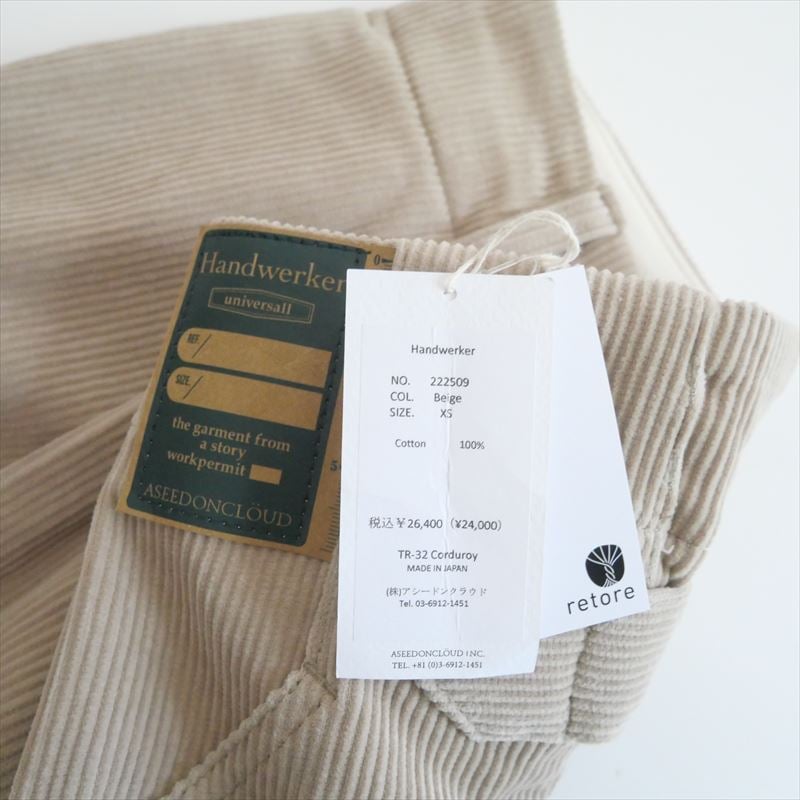 Handwerker
universall
REF.
SIZE.
the garment from
a story
workpermit
ASEEDONCLÖUD
0
5
Handwerker
NO. 222509
COL. Beige
SIZE. XS
Cotton 100%
税込¥26,400 (¥24,000)
TR-32 Corduroy
MADE IN JAPAN
(株)アシードンクラウド
Tel. 03-6912-1451
ASEEDONCLÖUD INC.
TEL. +81 (0)3-6912-1451
retore